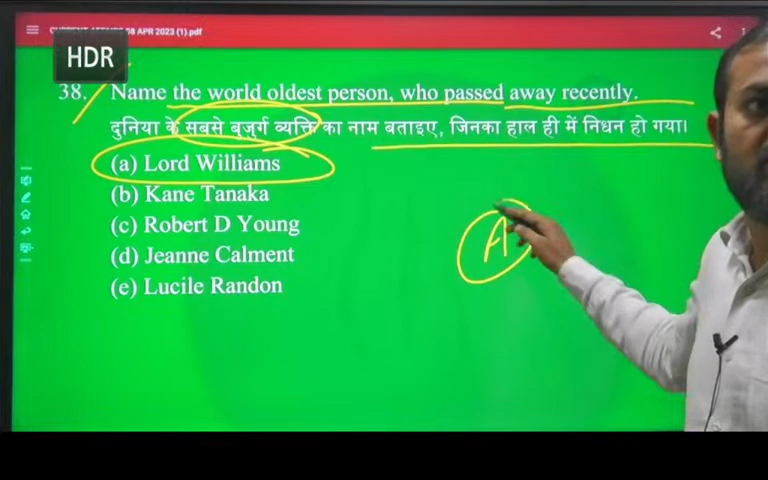 08 APR 2023 (1).pdf
HDR
38. Name the world oldest person, who passed away recently.
दुनिया के सबसे बुजुर्ग व्यक्ति का नाम बताइए, जिनका हाल ही में निधन हो गया।
(a) Lord Williams
(b) Kane Tanaka
(c) Robert D Young
(d) Jeanne Calment
(e) Lucile Randon
A